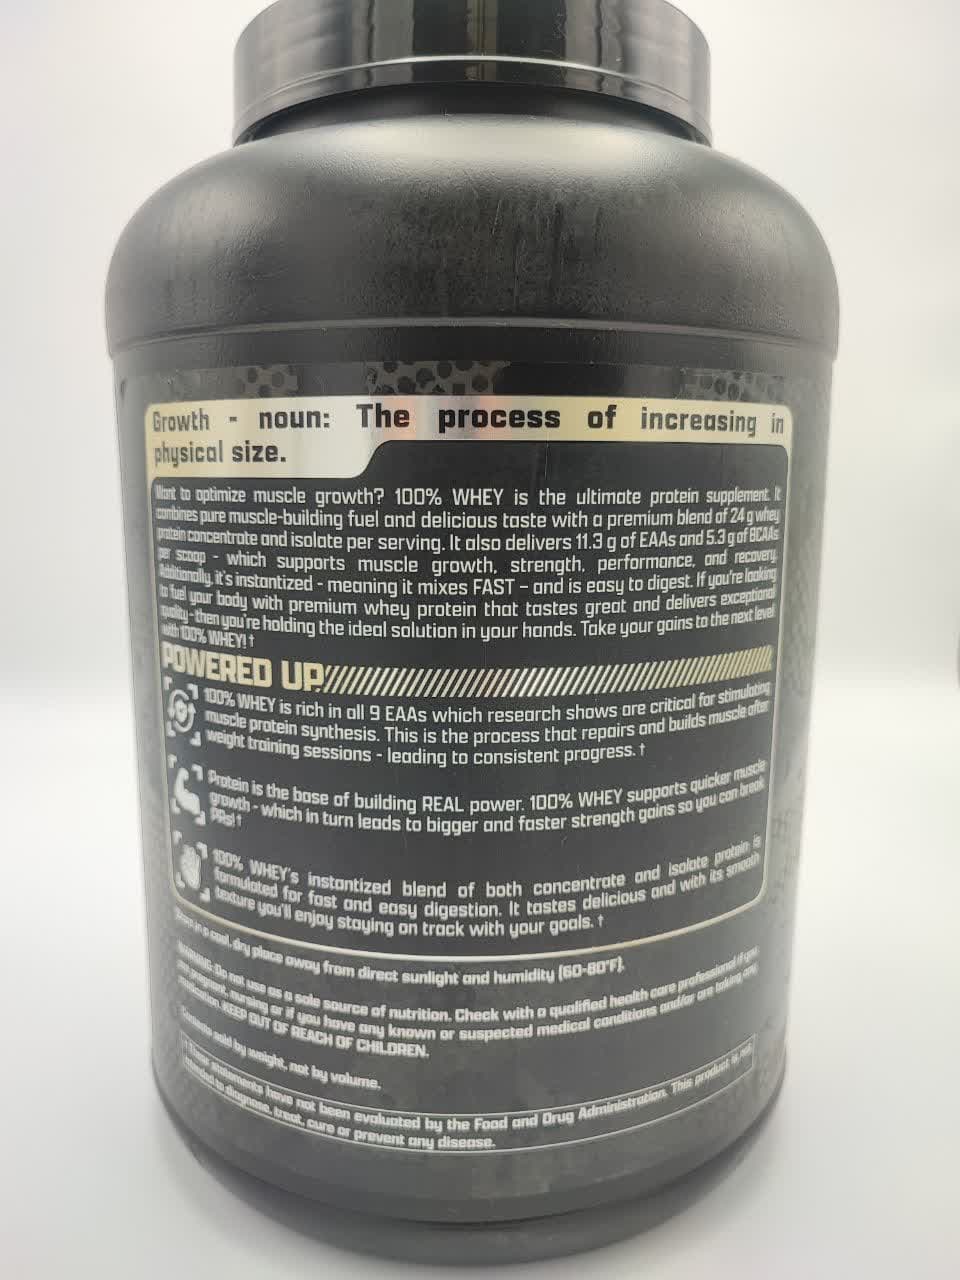 Growth - noun: The process of increasing in
physical size.
Want to optimize muscle growth? 100% WHEY is the ultimate protein supplement. It
combines pure muscle-building fuel and delicious taste with a premium blend of 24 g whey
protein concentrate and isolate per serving. It also delivers 11.3 g of EAAs and 5.3 g of BCAAs
per scoop - which supports muscle growth, strength, performance, and recovery.
Additionally, it's instantized - meaning it mixes FAST – and is easy to digest. If you're looking
to fuel your body with premium whey protein that tastes great and delivers exceptional
quality - then you're holding the ideal solution in your hands. Take your gains to the next level
with 100% WHEY! †
POWERED UP
100% WHEY is rich in all 9 EAAs which research shows are critical for stimulating
muscle protein synthesis. This is the process that repairs and builds muscle after
weight training sessions - leading to consistent progress. †
Protein is the base of building REAL power. 100% WHEY supports quicker muscle
growth - which in turn leads to bigger and faster strength gains so you can break
PRs! †
100% WHEY's instantized blend of both concentrate and isolate protein is
formulated for fast and easy digestion. It tastes delicious and with its smooth
texture you'll enjoy staying on track with your goals. †
Store in a cool, dry place away from direct sunlight and humidity (60-80°F).
WARNING: Do not use as a sole source of nutrition. Check with a qualified health care professional if you
are pregnant, nursing or if you have any known or suspected medical conditions and/or are taking any
medication. KEEP OUT OF REACH OF CHILDREN.
Contents sold by weight, not by volume.
† These statements have not been evaluated by the Food and Drug Administration. This product is not
intended to diagnose, treat, cure or prevent any disease.